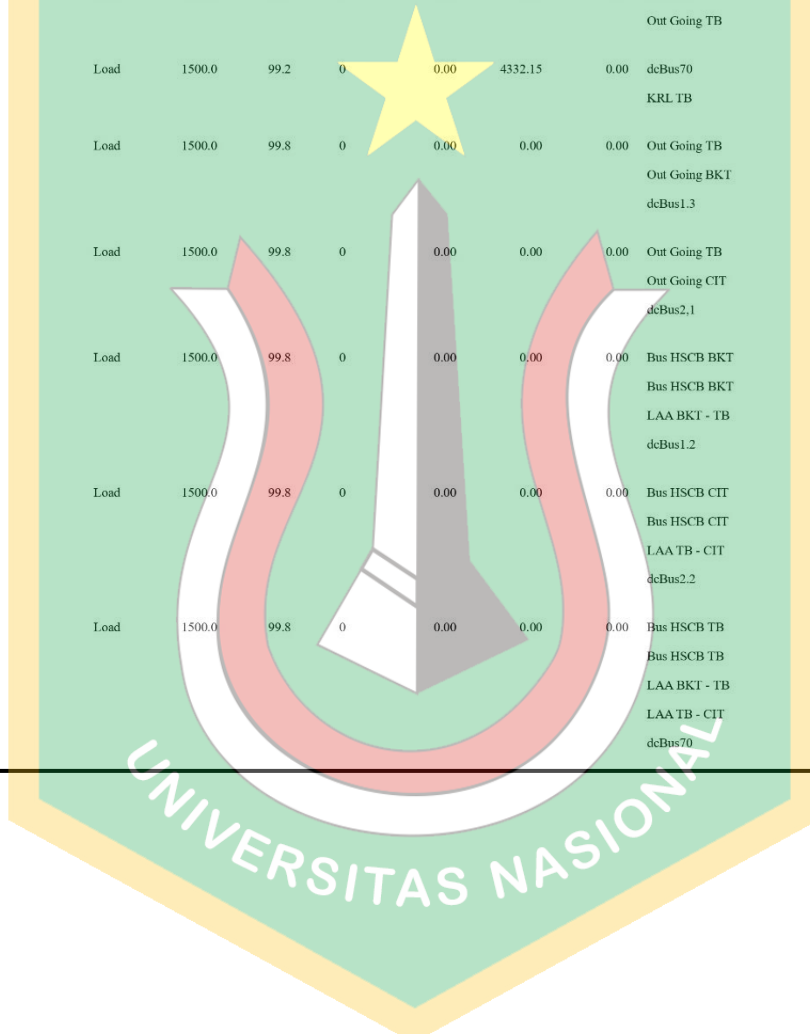 Out Going TB
Load 1500.0 99.2 0 0.00 4332.15 0.00 dcBus70
KRL TB
Load 1500.0 99.8 0 0.00 0.00 0.00 Out Going TB
Out Going BKT
dcBus1.3
Load 1500.0 99.8 0 0.00 0.00 0.00 Out Going TB
Out Going CIT
dcBus2,1
Load 1500.0 99.8 0 0.00 0.00 0.00 Bus HSCB BKT
Bus HSCB BKT
LAA BKT - TB
dcBus1.2
Load 1500.0 99.8 0 0.00 0.00 0.00 Bus HSCB CIT
Bus HSCB CIT
LAA TB - CIT
dcBus2.2
Load 1500.0 99.8 0 0.00 0.00 0.00 Bus HSCB TB
Bus HSCB TB
LAA BKT - TB
LAA TB - CIT
dcBus70
UNIVERSITAS NASIONAL